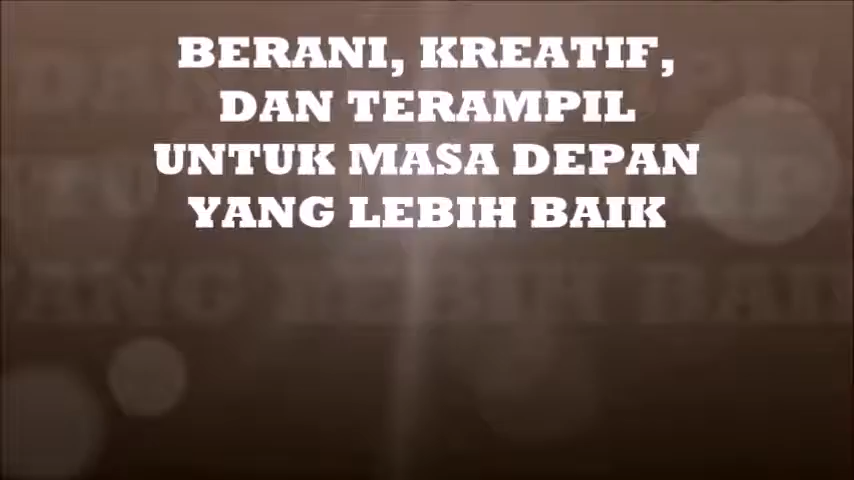 BERANI, KREATIF,
DAN TERAMPIL
UNTUK MASA DEPAN
YANG LEBIH BAIK